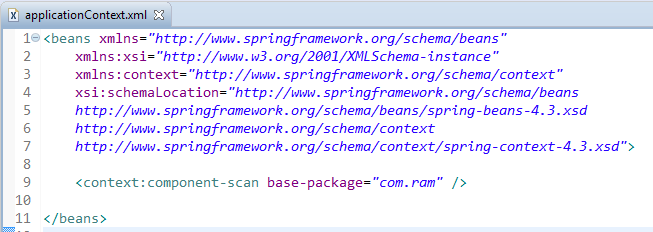 applicationContext.xml
1 <beans xmlns="http://www.springframework.org/schema/beans"
2 xmlns:xsi="http://www.w3.org/2001/XMLSchema-instance"
3 xmlns:context="http://www.springframework.org/schema/context"
4 xsi:schemaLocation="http://www.springframework.org/schema/beans
5 http://www.springframework.org/schema/beans/spring-beans-4.3.xsd
6 http://www.springframework.org/schema/context
7 http://www.springframework.org/schema/context/spring-context-4.3.xsd">
8
9 <context:component-scan base-package="com.ram" />
10
11 </beans>